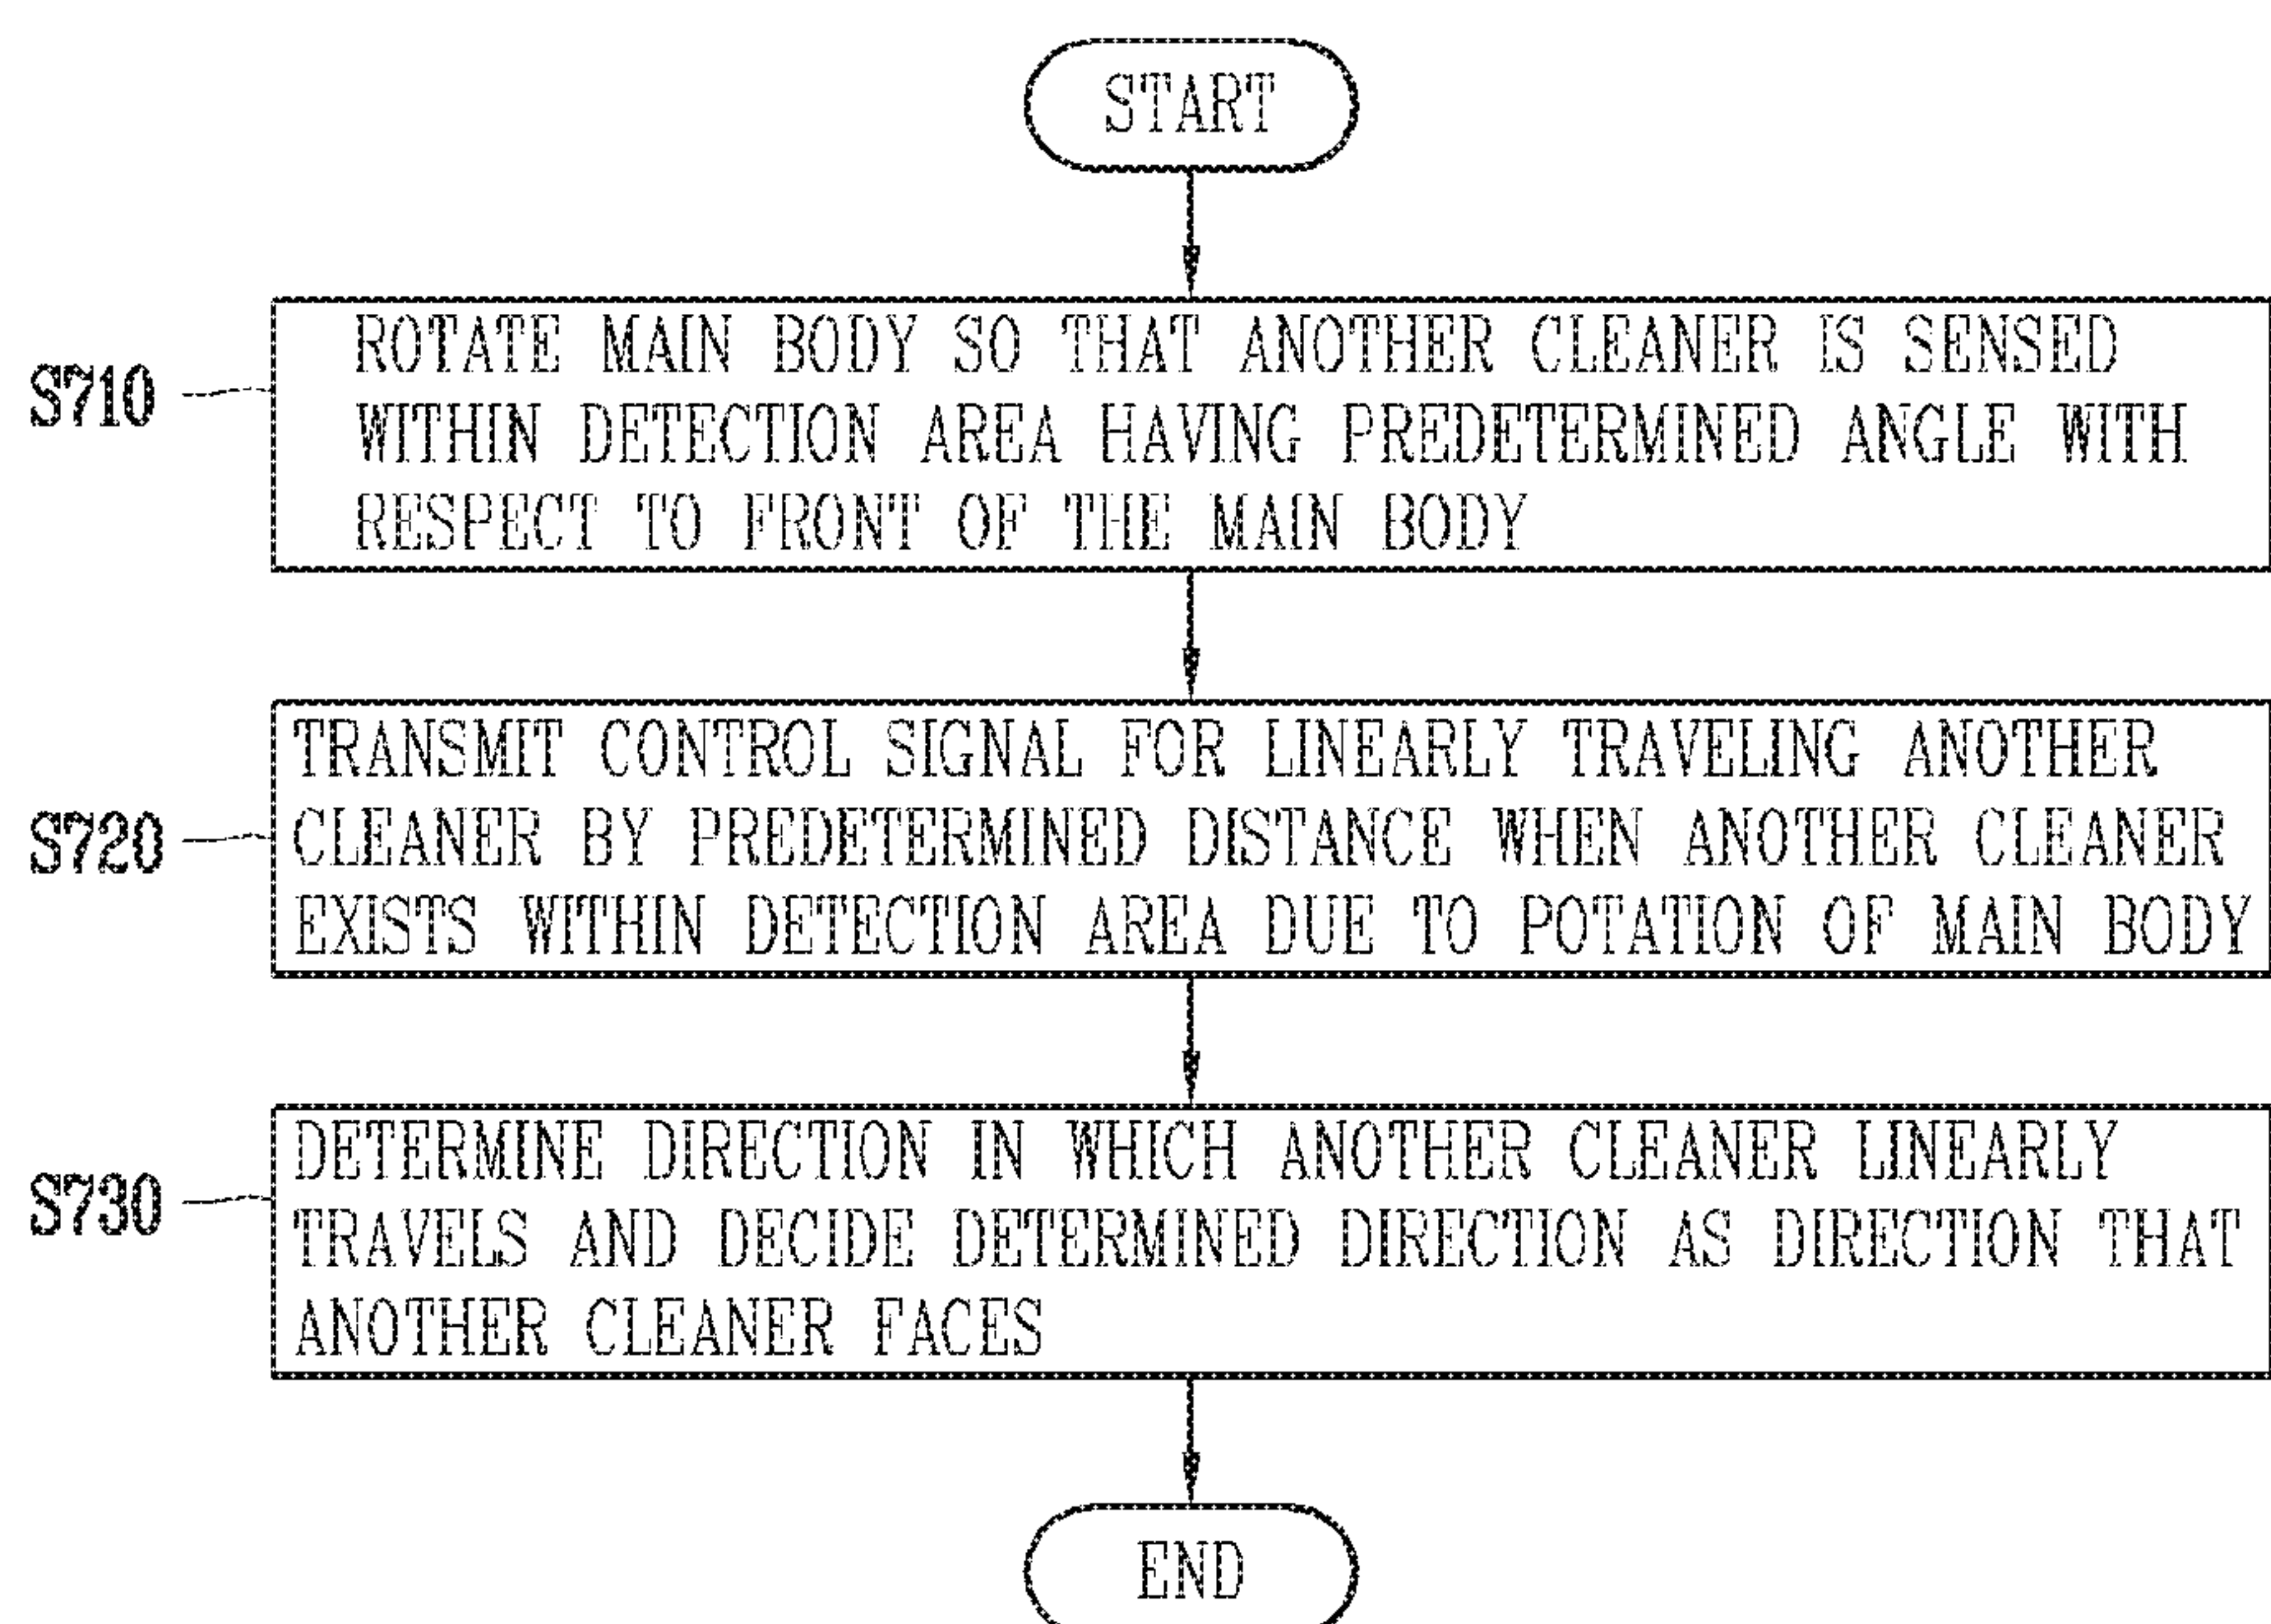 START
S710
ROTATE MAIN BODY SO THAT ANOTHER CLEANER IS SENSED
WITHIN DETECTION AREA HAVING PREDETERMINED ANGLE WITH
RESPECT TO FRONT OF THE MAIN BODY
S720
TRANSMIT CONTROL SIGNAL FOR LINEARLY TRAVELING ANOTHER
CLEANER BY PREDETERMINED DISTANCE WHEN ANOTHER CLEANER
EXISTS WITHIN DETECTION AREA DUE TO POTATION OF MAIN BODY
S730
DETERMINE DIRECTION IN WHICH ANOTHER CLEANER LINEARLY
TRAVELS AND DECIDE DETERMINED DIRECTION AS DIRECTION THAT
ANOTHER CLEANER FACES
END